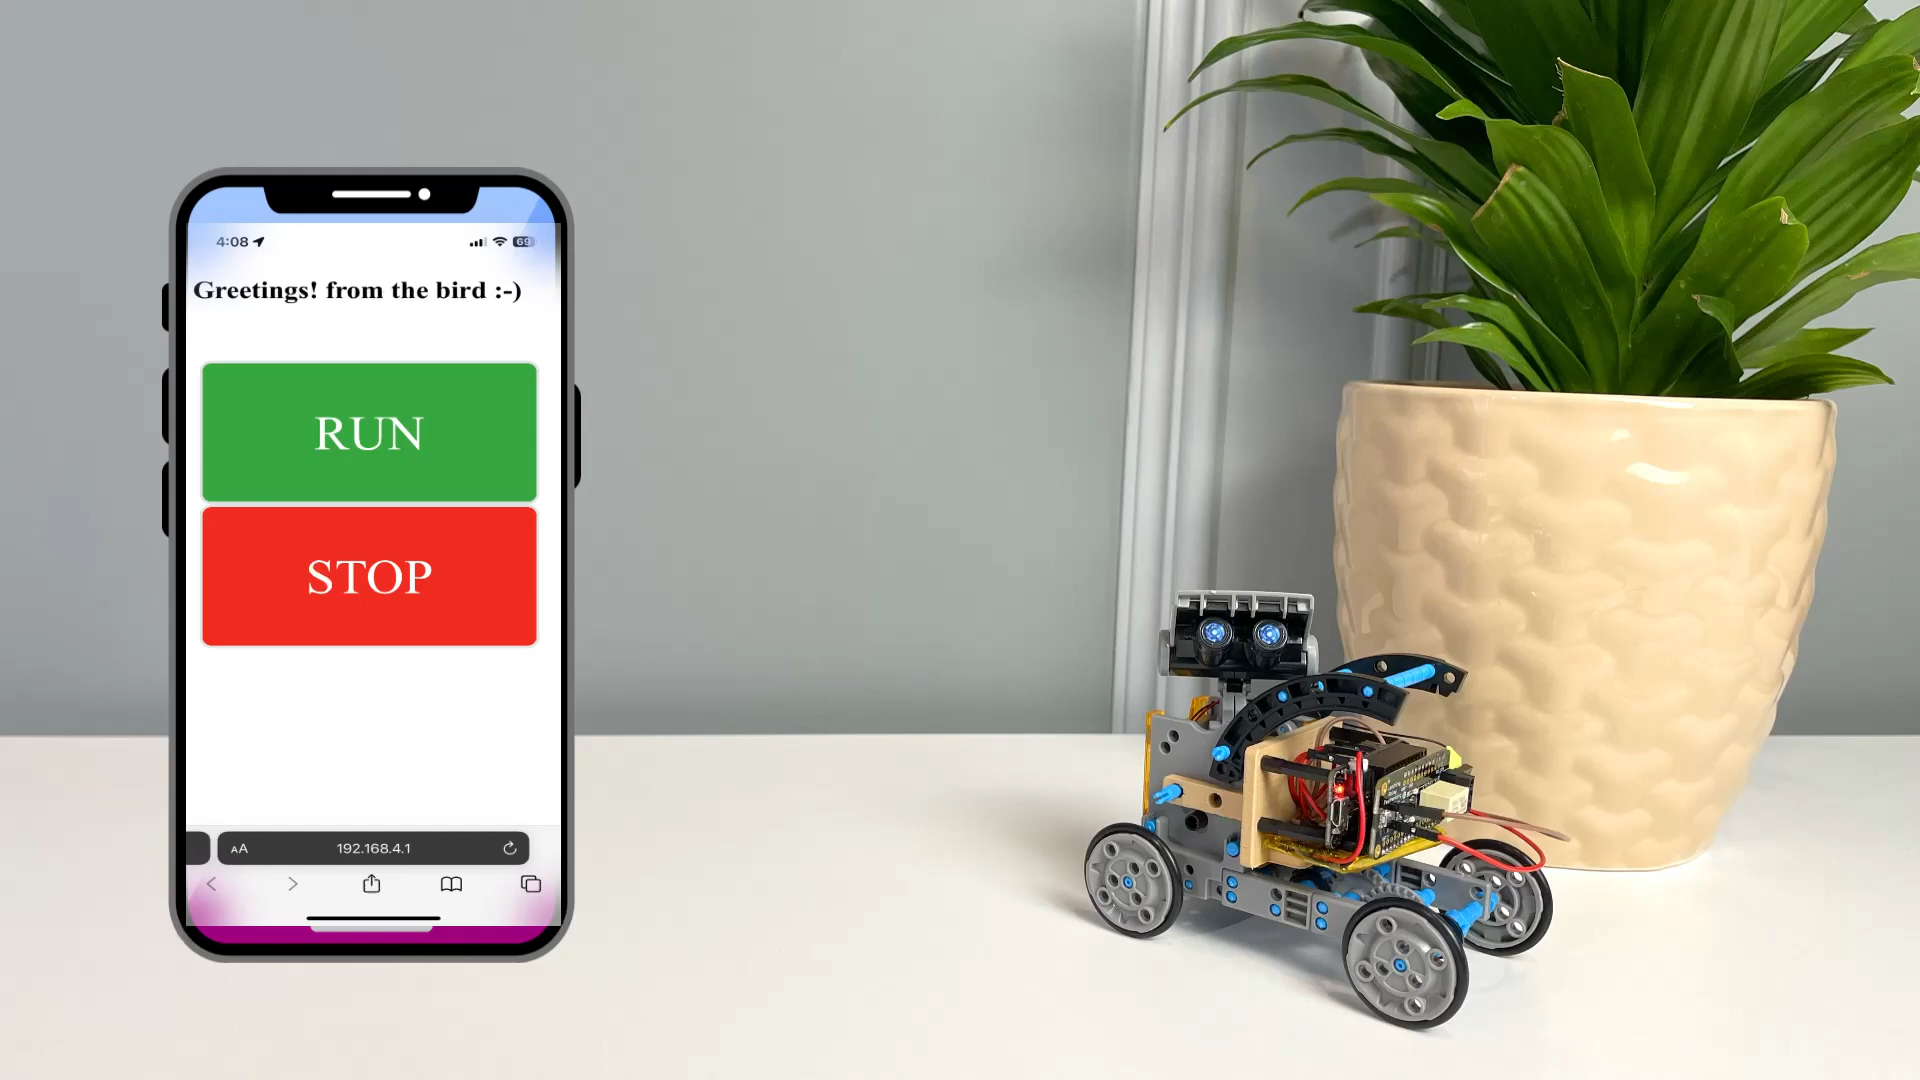 4:08
69
Greetings! from the bird :-)
RUN
STOP
AA
192.168.4.1